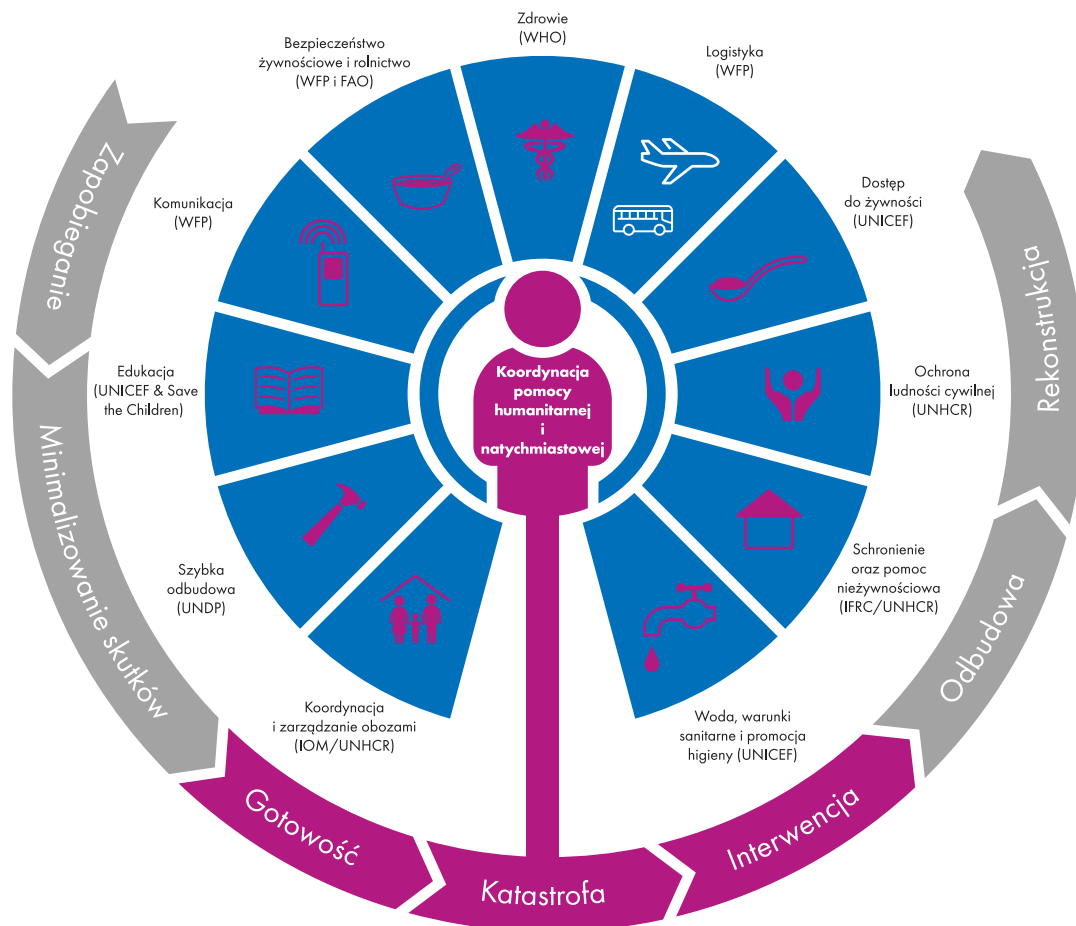 Zdrowie
(WHO)
Logistyka
(WFP)
Dostęp
do żywności
(UNICEF)
Ochrona
ludności cywilnej
(UNHCR)
Schronienie
oraz pomoc
nieżywnościowa
(IFRC/UNHCR)
Woda, warunki
sanitarne i promocja
higieny (UNICEF)
Koordynacja
i zarządzanie obozami
(IOM/UNHCR)
Szybka
odbudowa
(UNDP)
Edukacja
(UNICEF & Save
the Children)
Komunikacja
(WFP)
Bezpieczeństwo
żywnościowe i rolnictwo
(WFP i FAO)
Koordynacja
pomocy
humanitarnej
i
natychmiastowej
Zapobieganie
Minimalizowanie skutków
Gotowość
Katastrofa
Interwencja
Odbudowa
Rekonstrukcja